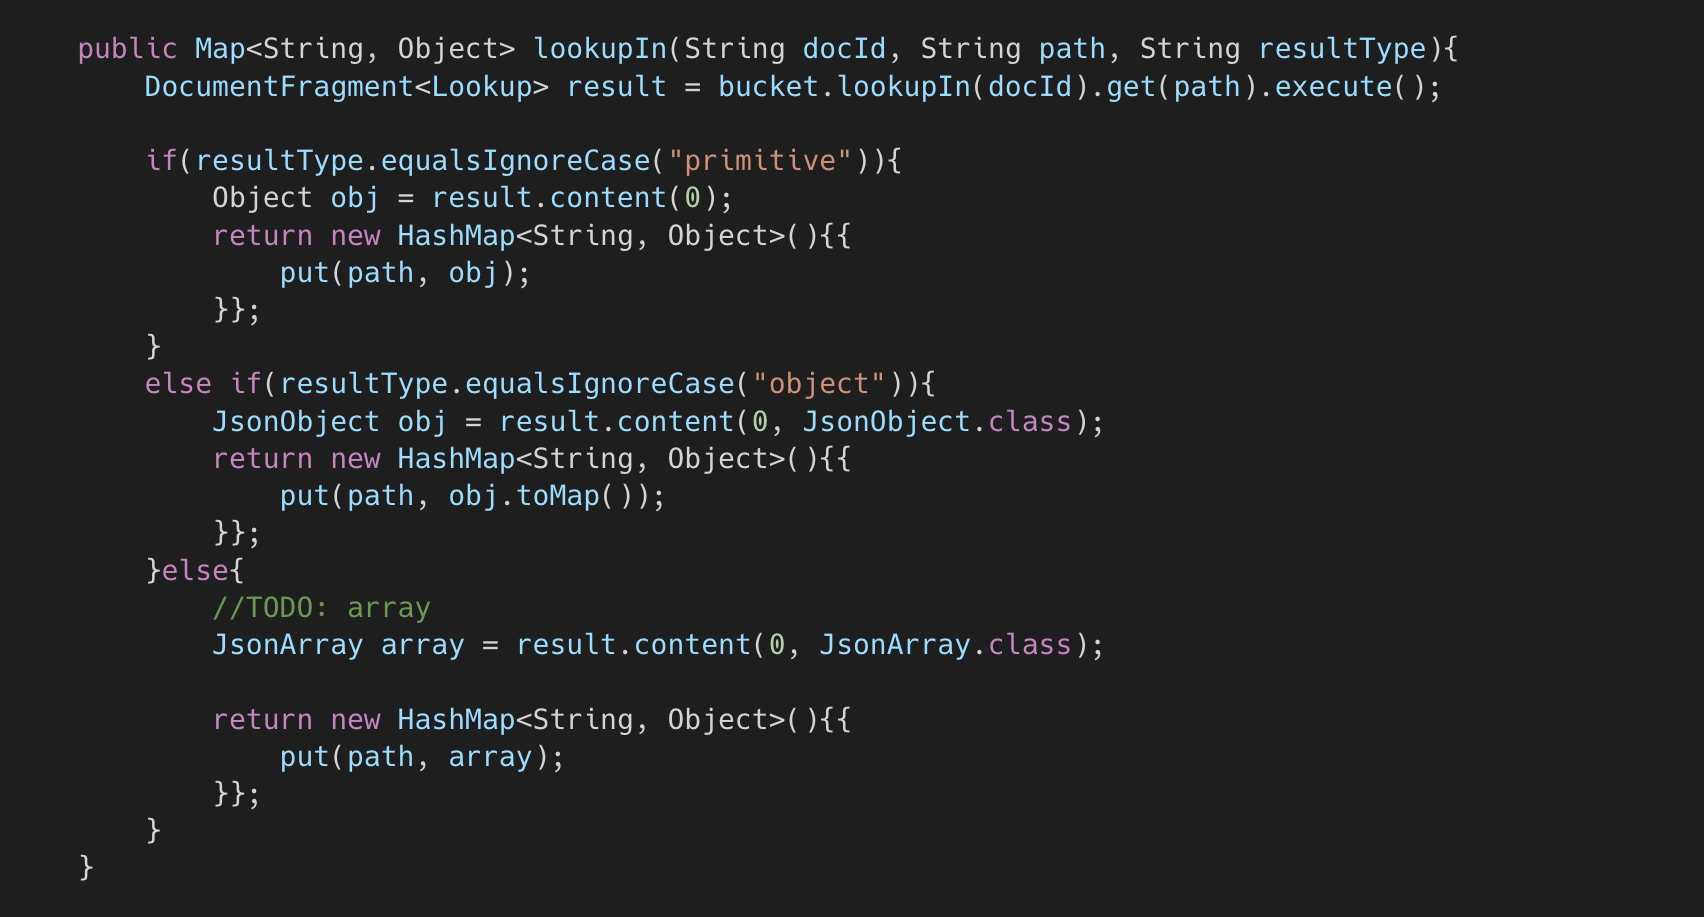 public Map<String, Object> lookupIn(String docId, String path, String resultType){
    DocumentFragment<Lookup> result = bucket.lookupIn(docId).get(path).execute();

    if(resultType.equalsIgnoreCase("primitive")){
        Object obj = result.content(0);
        return new HashMap<String, Object>(){{
            put(path, obj);
        }};
    }
    else if(resultType.equalsIgnoreCase("object")){
        JsonObject obj = result.content(0, JsonObject.class);
        return new HashMap<String, Object>(){{
            put(path, obj.toMap());
        }};
    }else{
        //TODO: array
        JsonArray array = result.content(0, JsonArray.class);

        return new HashMap<String, Object>(){{
            put(path, array);
        }};
    }
}